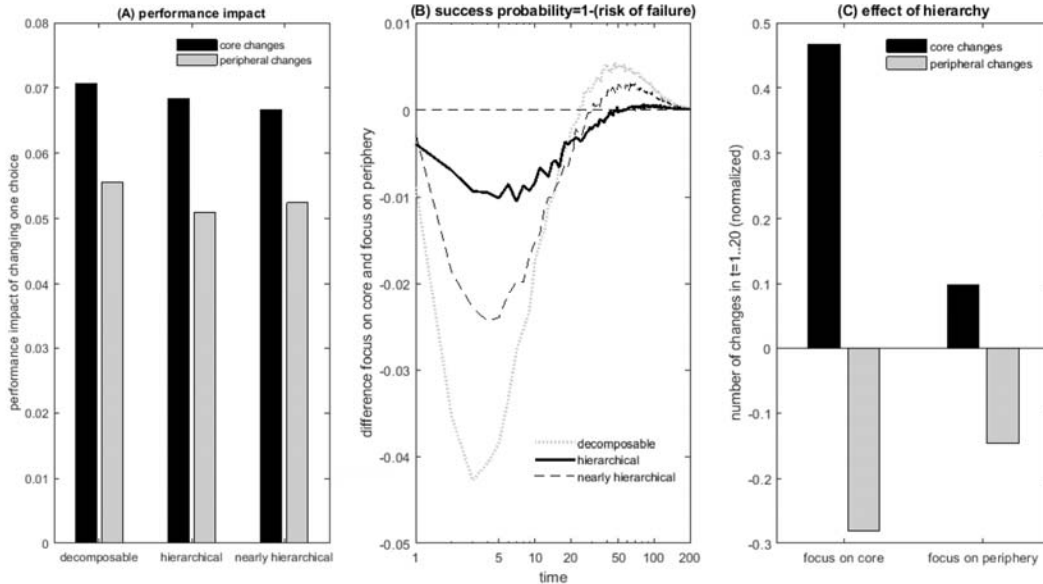 (A) performance impact
0.08
0.07
0.06
0.05
0.04
0.03
0.02
0.01
0
performance impact of changing one choice
core changes
peripheral changes
decomposable
hierarchical
nearly hierarchical
(B) success probability=1-(risk of failure)
0.01
0
-0.01
-0.02
-0.03
-0.04
-0.05
difference focus on core and focus on periphery
decomposable
hierarchical
nearly hierarchical
1
5
10
20
50
100
200
time
(C) effect of hierarchy
0.5
0.4
0.3
0.2
0.1
0
-0.1
-0.2
-0.3
number of changes in t=1..20 (normalized)
core changes
peripheral changes
focus on core
focus on periphery